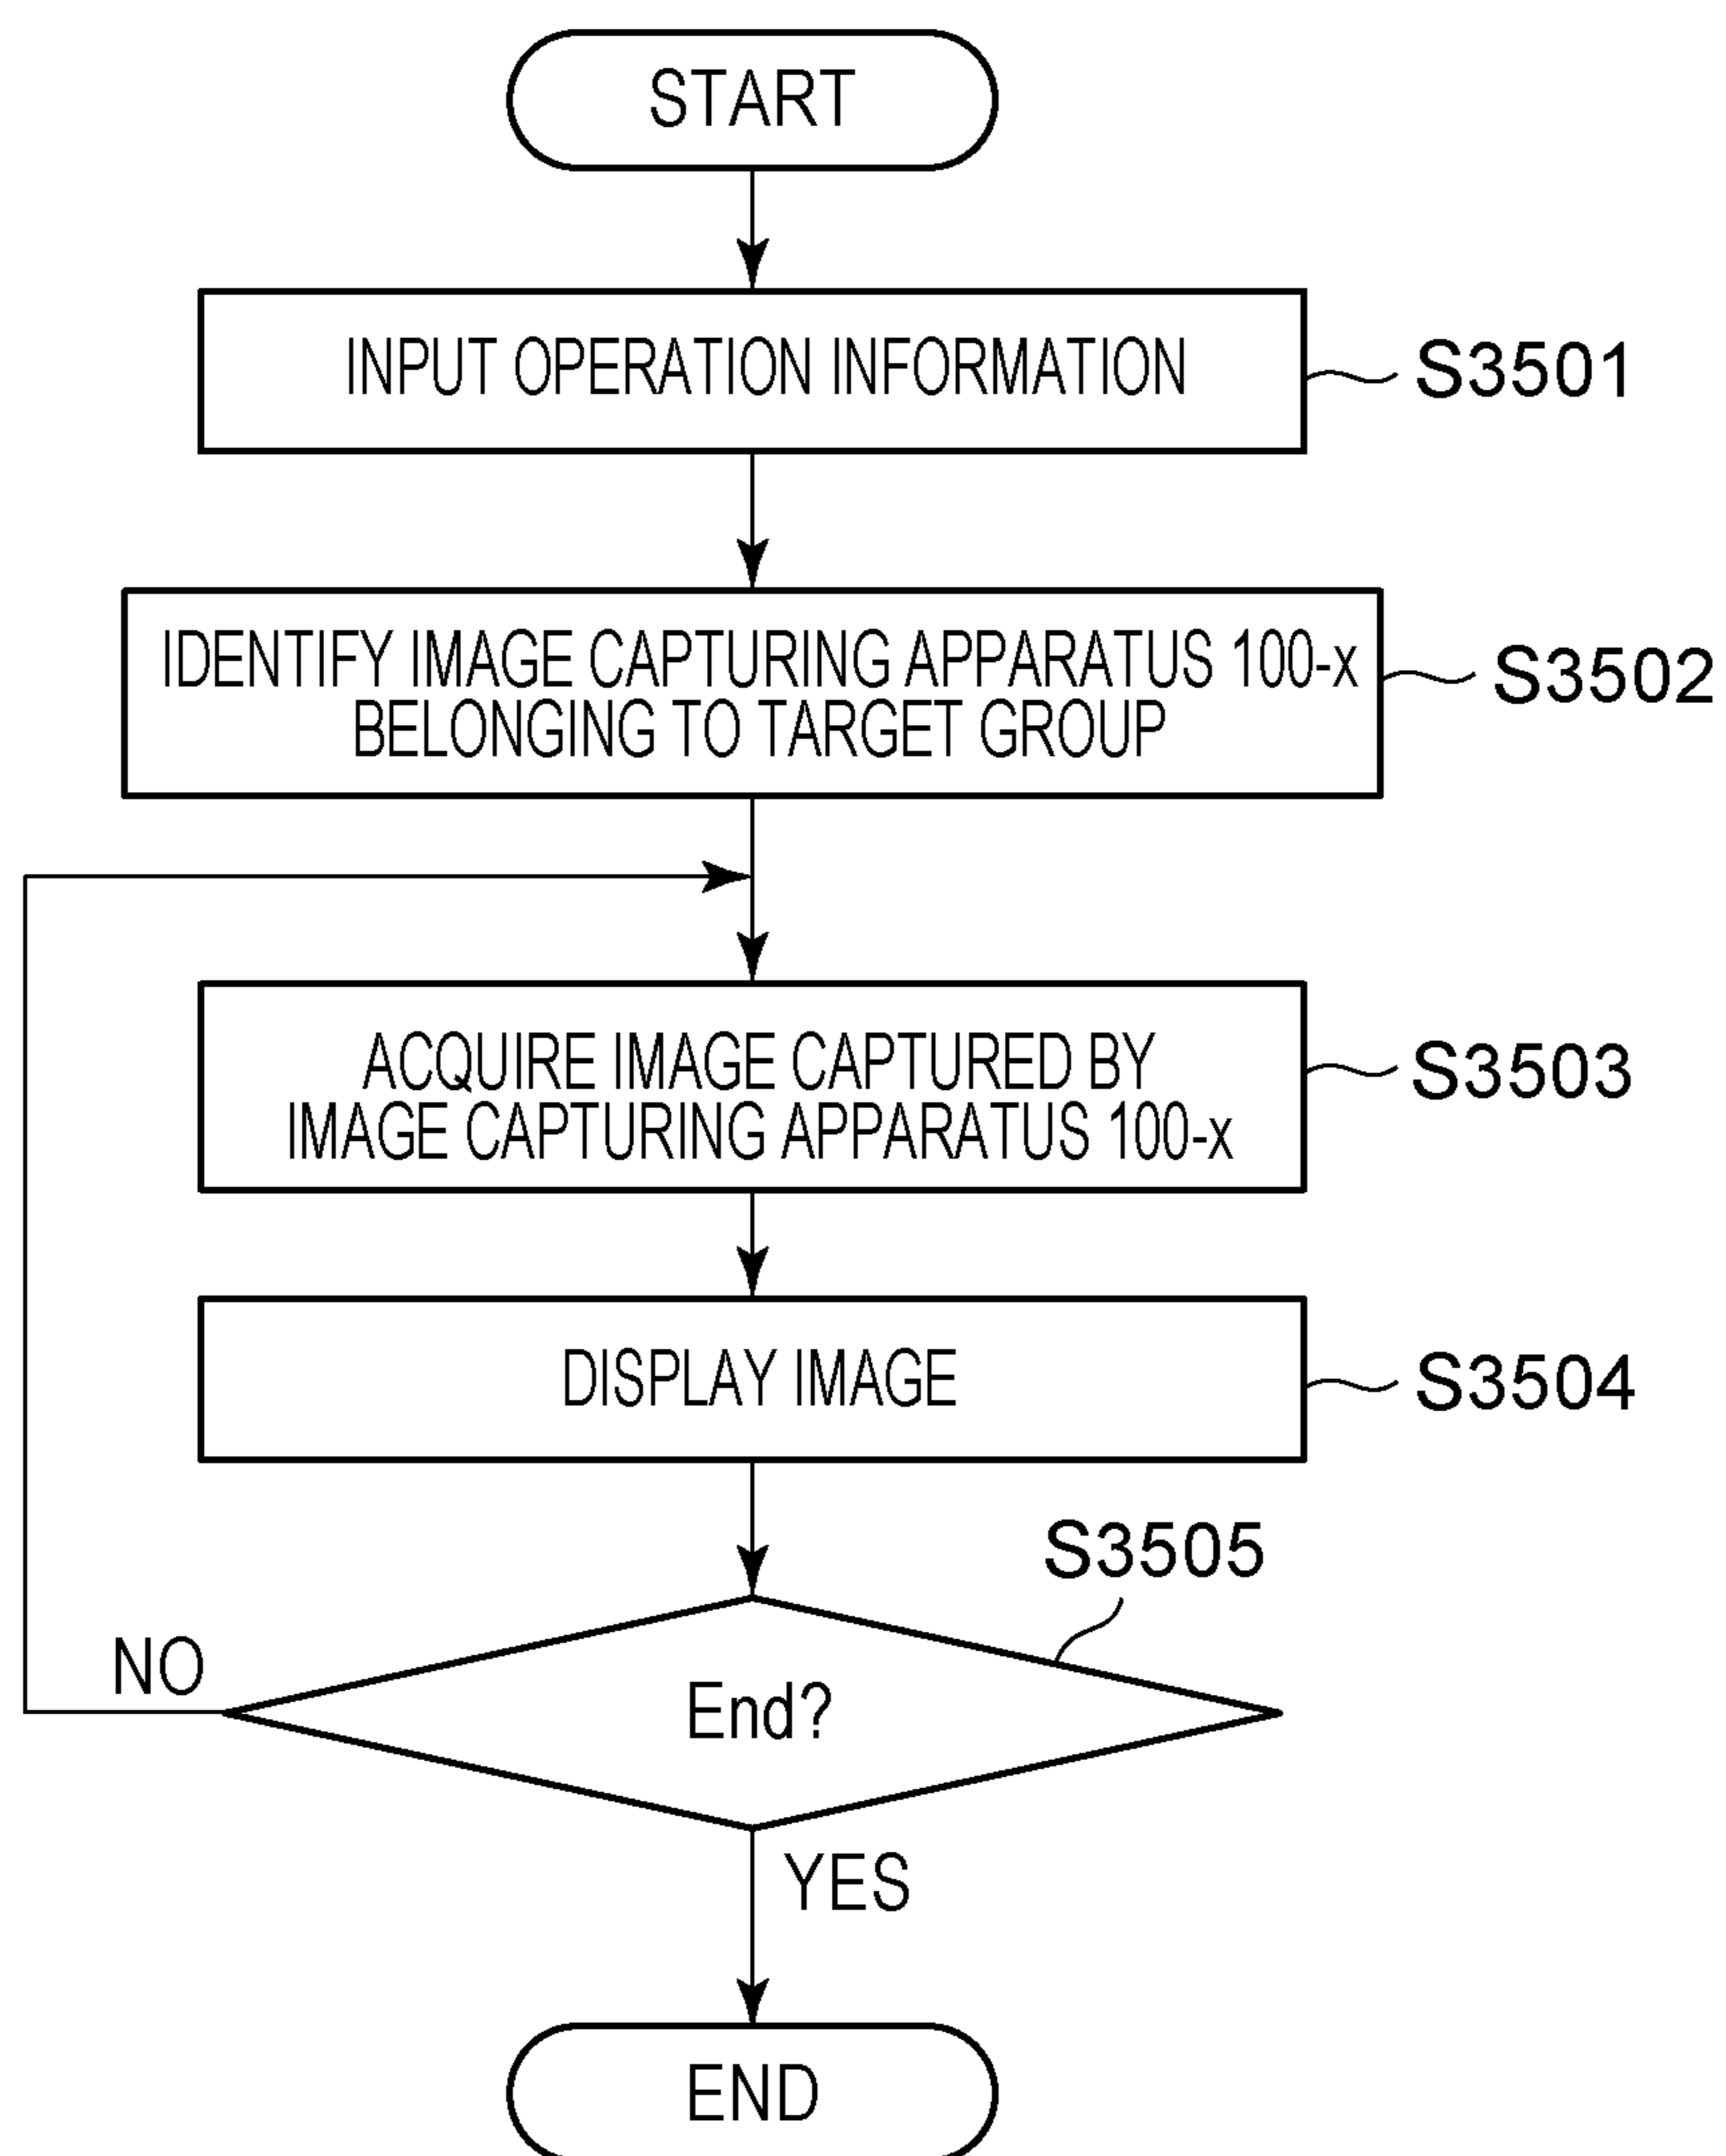 START
INPUT OPERATION INFORMATION
S3501
IDENTIFY IMAGE CAPTURING APPARATUS 100-x
BELONGING TO TARGET GROUP
S3502
ACQUIRE IMAGE CAPTURED BY
IMAGE CAPTURING APPARATUS 100-x
S3503
DISPLAY IMAGE
S3504
S3505
NO
End?
YES
END